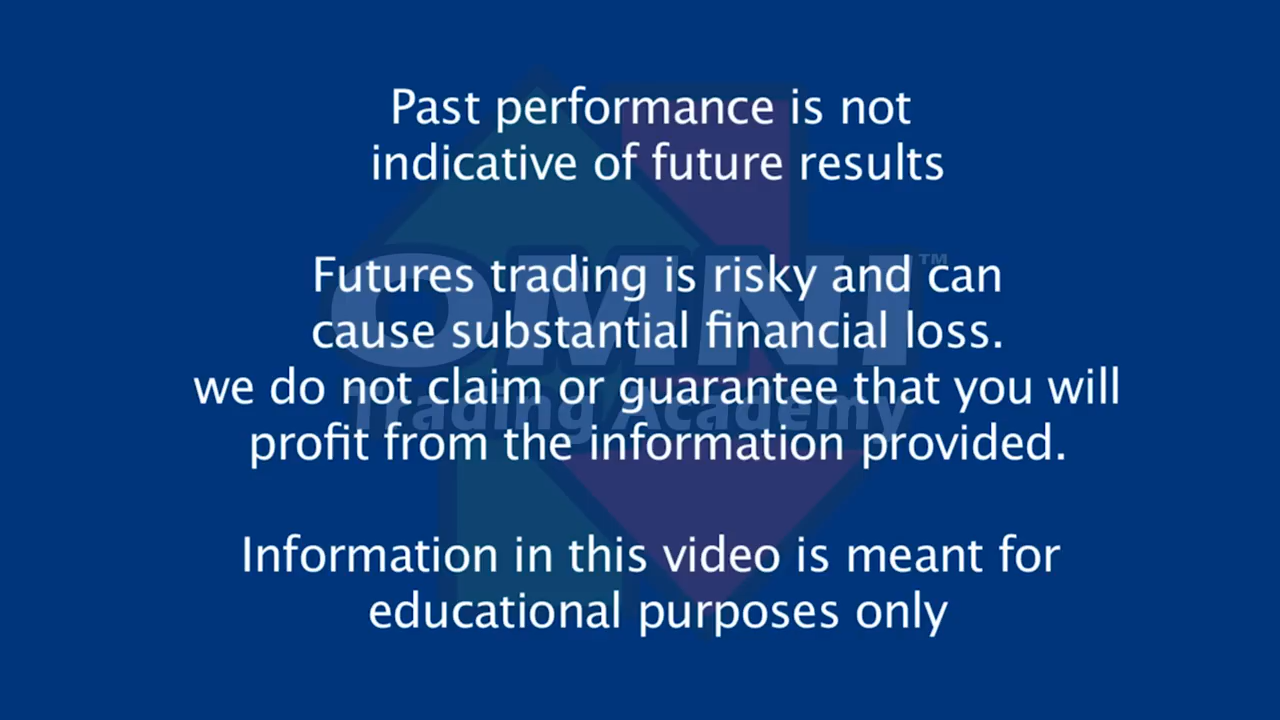 Past performance is not
indicative of future results
Futures trading is risky and can
cause substantial financial loss.
we do not claim or guarantee that you will
profit from the information provided.
Information in this video is meant for
educational purposes only
OMNI™
Trading Academy